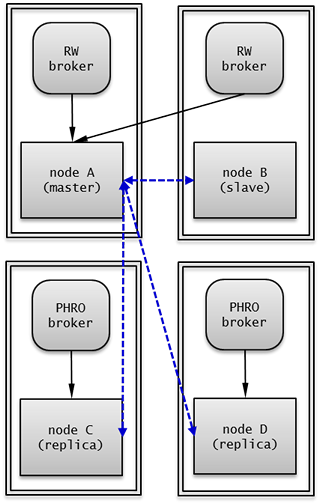 RW
broker
RW
broker
node A
(master)
node B
(slave)
PHRO
broker
PHRO
broker
node C
(replica)
node D
(replica)